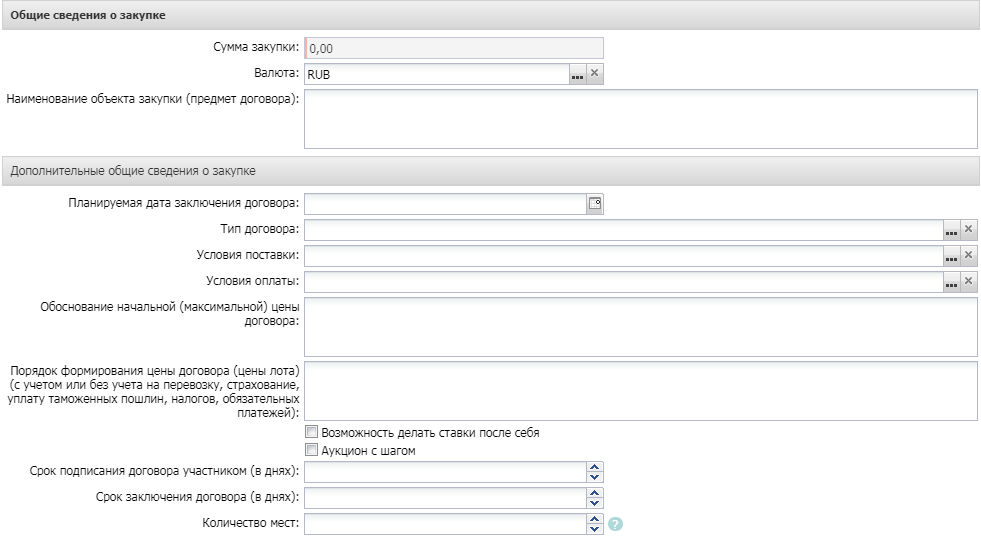 Общие сведения о закупке
Сумма закупки: 0,00
Валюта: RUB
Наименование объекта закупки (предмет договора):
Дополнительные общие сведения о закупке
Планируемая дата заключения договора:
Тип договора:
Условия поставки:
Условия оплаты:
Обоснование начальной (максимальной) цены
договора:
Порядок формирования цены договора (цены лота)
(с учетом или без учета на перевозку, страхование,
уплату таможенных пошлин, налогов, обязательных
платежей):
Возможность делать ставки после себя
Аукцион с шагом
Срок подписания договора участником (в днях):
Срок заключения договора (в днях):
Количество мест: ?